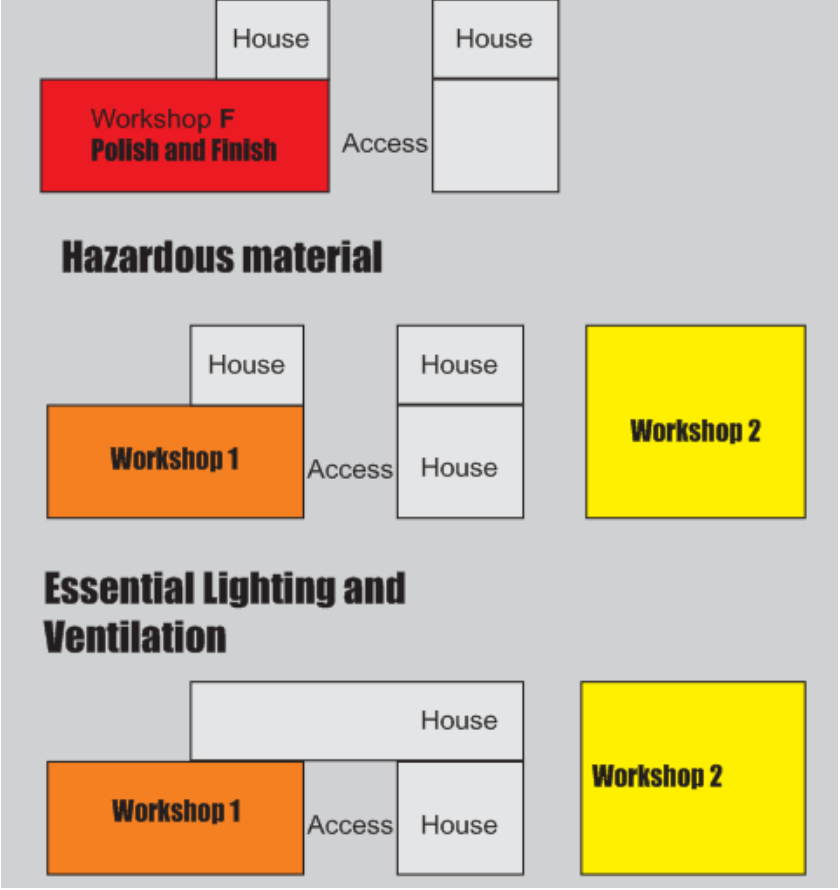 House
House
Workshop F
Polish and Finish
Access
Hazardous material
House
House
Workshop 2
Workshop 1
Access
House
Essential Lighting and
Ventilation
House
Workshop 2
Workshop 1
Access
House